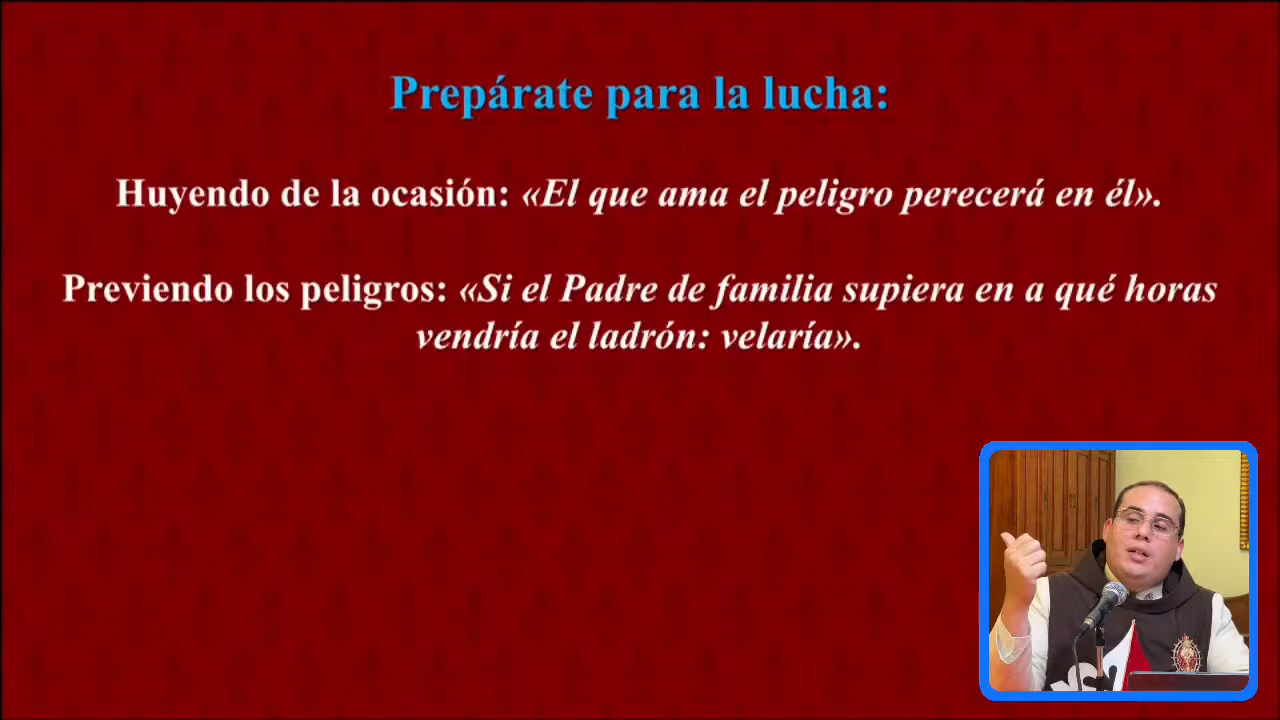 Prepárate para la lucha:
Huyendo de la ocasión: «El que ama el peligro perecerá en él».
Previendo los peligros: «Si el Padre de familia supiera en a qué horas
vendría el ladrón: velaría».